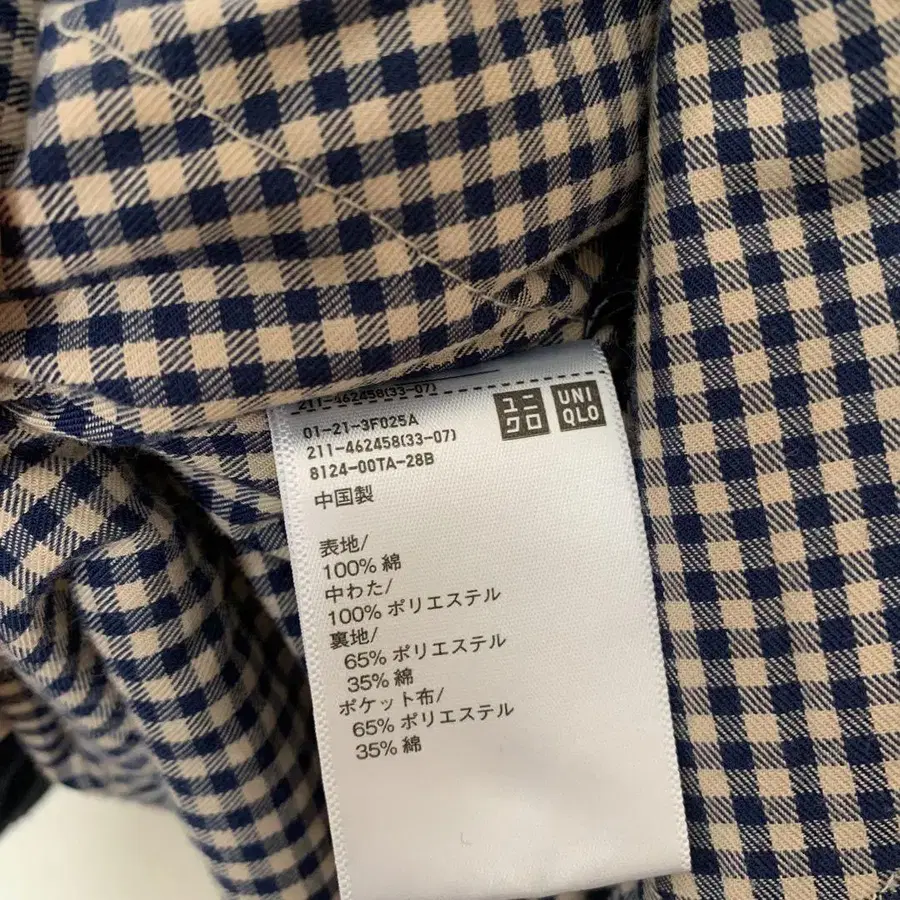 211-462458(33-07)
ユニクロ
UNIQLO
01-21-3F025A
211-462458(33-07)
8124-00TA-28B
中国製
表地/
100% 綿
中わた/
100% ポリエステル
裏地/
65% ポリエステル
35% 綿
ポケット布/
65% ポリエステル
35% 綿